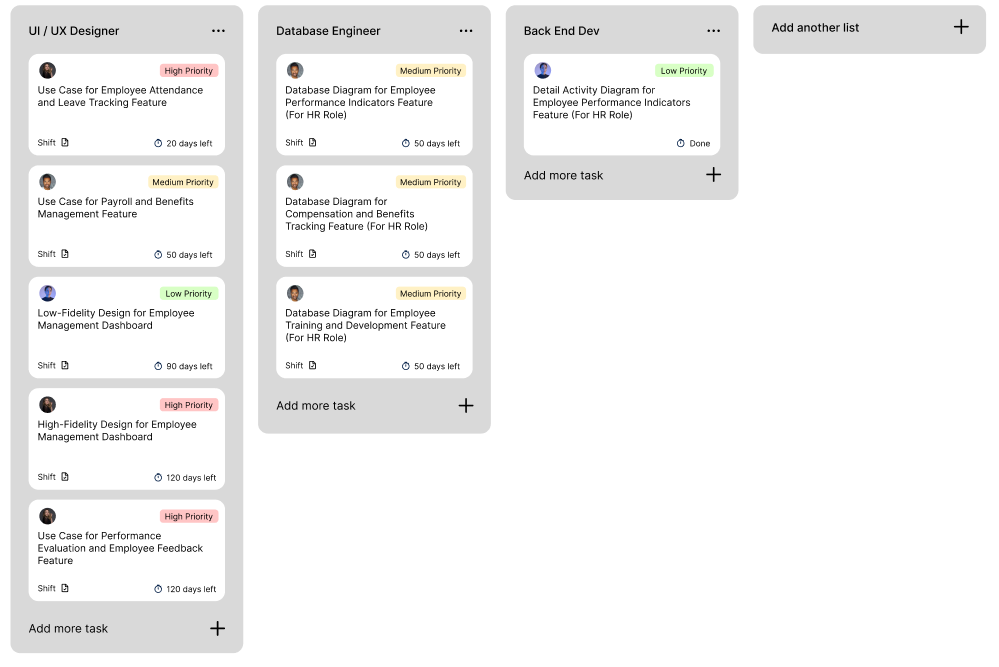 UI / UX Designer
High Priority
Use Case for Employee Attendance
and Leave Tracking Feature
Shift
20 days left
Medium Priority
Use Case for Payroll and Benefits
Management Feature
Shift
50 days left
Low Priority
Low-Fidelity Design for Employee
Management Dashboard
Shift
90 days left
High Priority
High-Fidelity Design for Employee
Management Dashboard
Shift
120 days left
High Priority
Use Case for Performance
Evaluation and Employee Feedback
Feature
Shift
120 days left
Add more task
Database Engineer
Medium Priority
Database Diagram for Employee
Performance Indicators Feature
(For HR Role)
Shift
50 days left
Medium Priority
Database Diagram for
Compensation and Benefits
Tracking Feature (For HR Role)
Shift
50 days left
Medium Priority
Database Diagram for Employee
Training and Development Feature
(For HR Role)
Shift
50 days left
Add more task
Back End Dev
Low Priority
Detail Activity Diagram for
Employee Performance Indicators
Feature (For HR Role)
Done
Add more task
Add another list